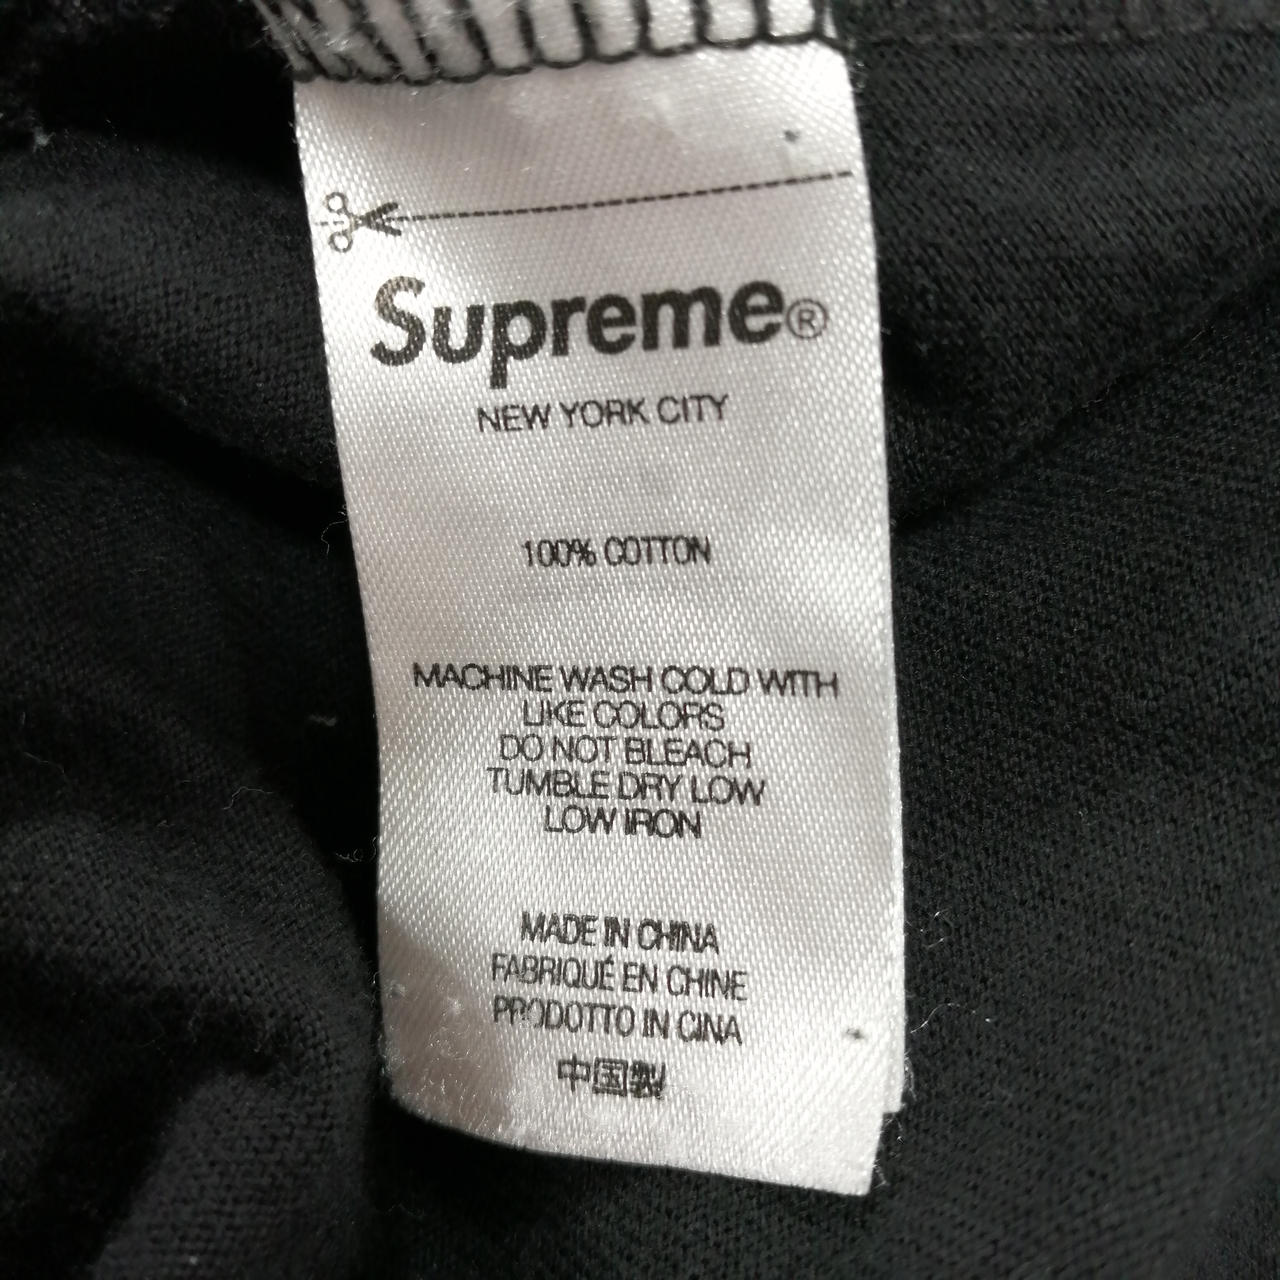 Supreme®
NEW YORK CITY
100% COTTON
MACHINE WASH COLD WITH
LIKE COLORS
DO NOT BLEACH
TUMBLE DRY LOW
LOW IRON
MADE IN CHINA
FABRIQUÉ EN CHINE
PRODOTTO IN CINA
中国製